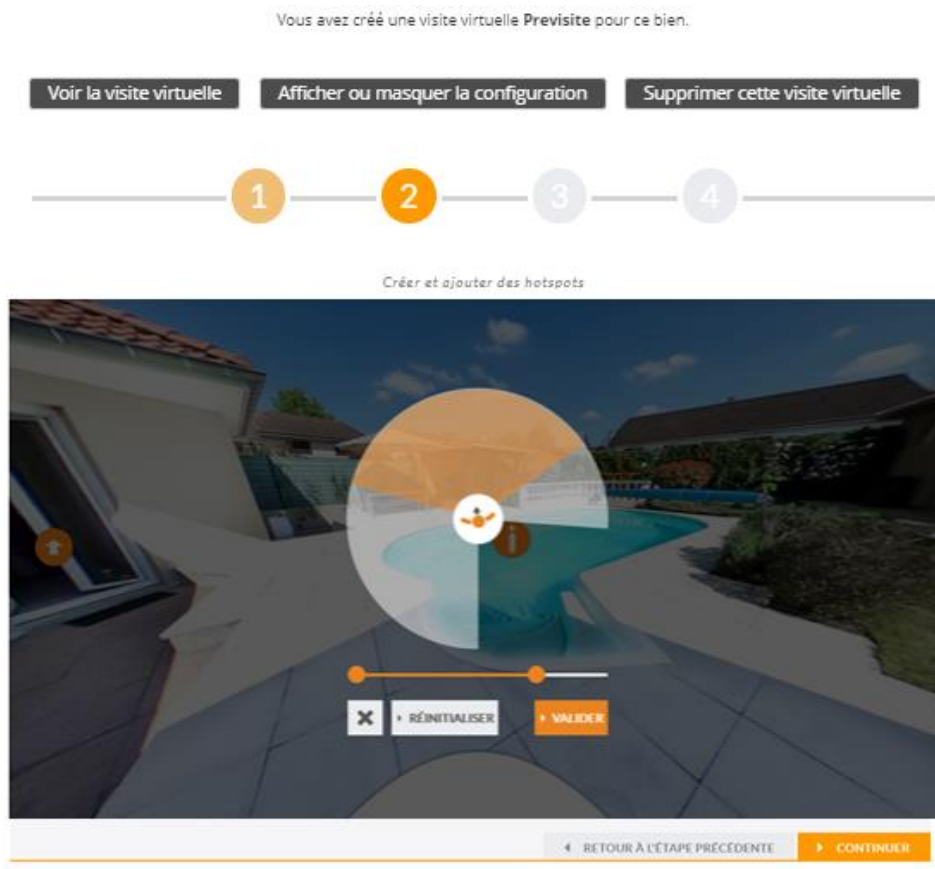 Vous avez créé une visite virtuelle Previsite pour ce bien.
Voir la visite virtuelle
Afficher ou masquer la configuration
Supprimer cette visite virtuelle
1
2
3
4
Créer et ajouter des hotspots
i
RÉINITIALISER
VALIDER
RETOUR À L'ÉTAPE PRÉCÉDENTE
CONTINUER